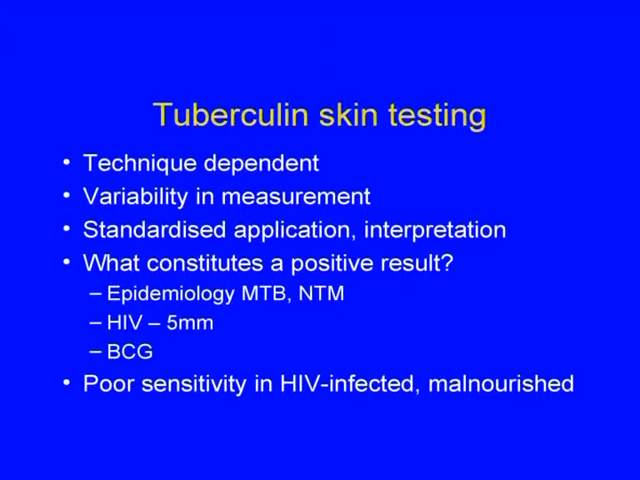 Tuberculin skin testing
• Technique dependent
• Variability in measurement
• Standardised application, interpretation
• What constitutes a positive result?
– Epidemiology MTB, NTM
– HIV – 5mm
– BCG
• Poor sensitivity in HIV-infected, malnourished